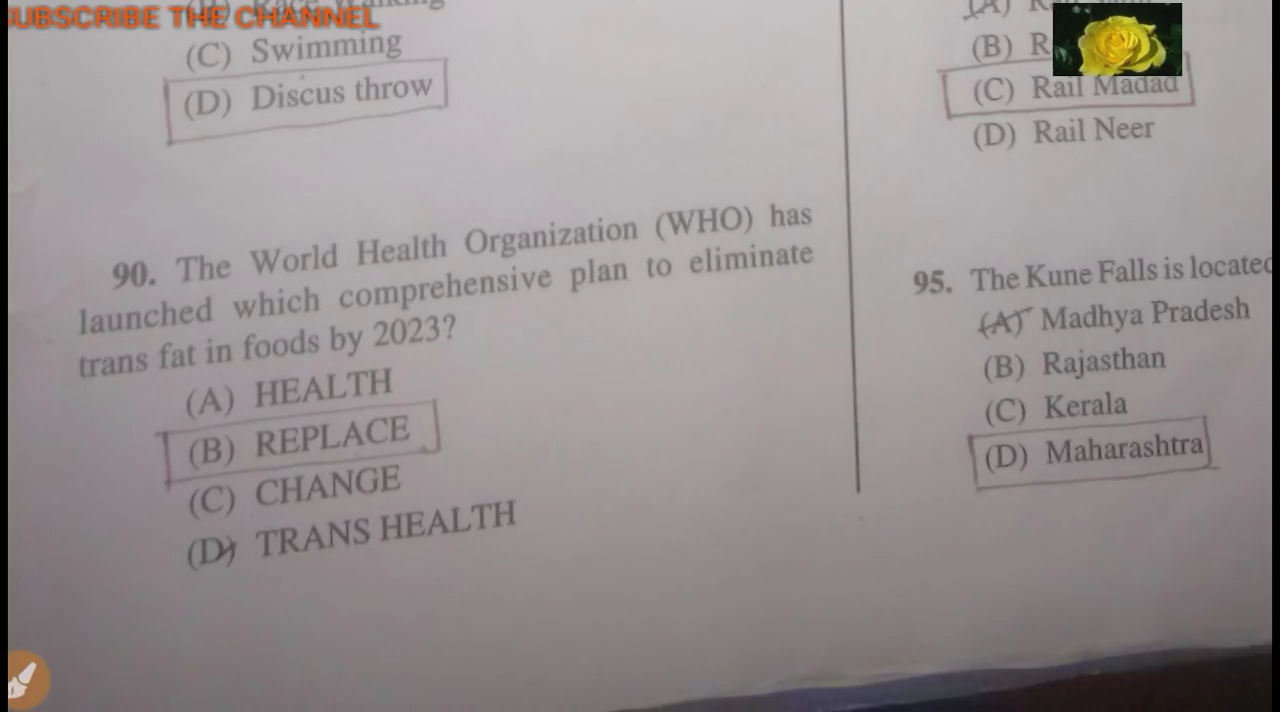 SUBSCRIBE THE CHANNEL
(C) Swimming
(D) Discus throw
90. The World Health Organization (WHO) has
launched which comprehensive plan to eliminate
trans fat in foods by 2023?
(A) HEALTH
(B) REPLACE
(C) CHANGE
(D) TRANS HEALTH
(A)
(B) R
(C) Rail Madad
(D) Rail Neer
95. The Kune Falls is located
(A) Madhya Pradesh
(B) Rajasthan
(C) Kerala
(D) Maharashtra